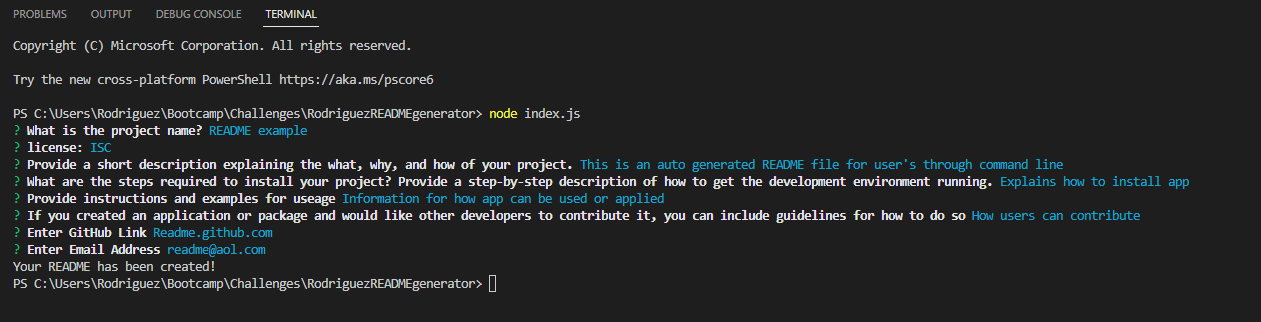 PROBLEMS OUTPUT DEBUG CONSOLE TERMINAL
Copyright (C) Microsoft Corporation. All rights reserved.
Try the new cross-platform PowerShell https://aka.ms/pscore6
PS C:\Users\Rodriguez\Bootcamp\Challenges\RodriguezREADMEgenerator> node index.js
? What is the project name? README example
? license: ISC
? Provide a short description explaining the what, why, and how of your project. This is an auto generated README file for user's through command line
? What are the steps required to install your project? Provide a step-by-step description of how to get the development environment running. Explains how to install app
? Provide instructions and examples for useage Information for how app can be used or applied
? If you created an application or package and would like other developers to contribute it, you can include guidelines for how to do so How users can contribute
? Enter GitHub Link Readme.github.com
? Enter Email Address readme@aol.com
Your README has been created!
PS C:\Users\Rodriguez\Bootcamp\Challenges\RodriguezREADMEgenerator>